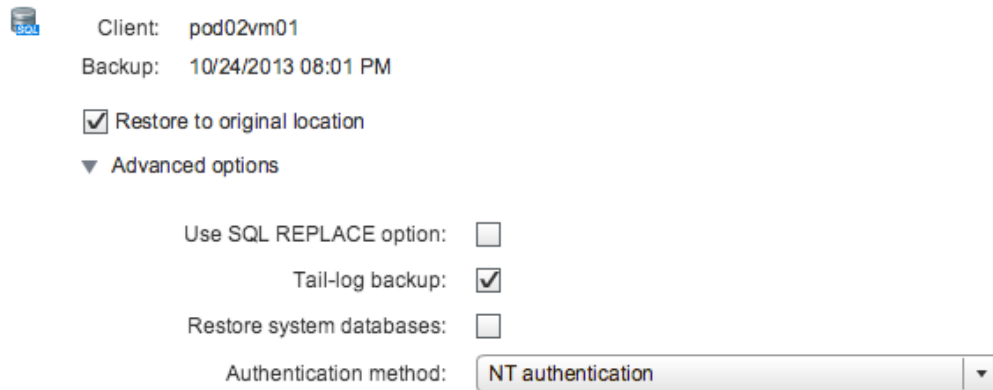 SQL
Client: pod02vm01
Backup: 10/24/2013 08:01 PM
Restore to original location
Advanced options
Use SQL REPLACE option:
Tail-log backup:
Restore system databases:
Authentication method: NT authentication